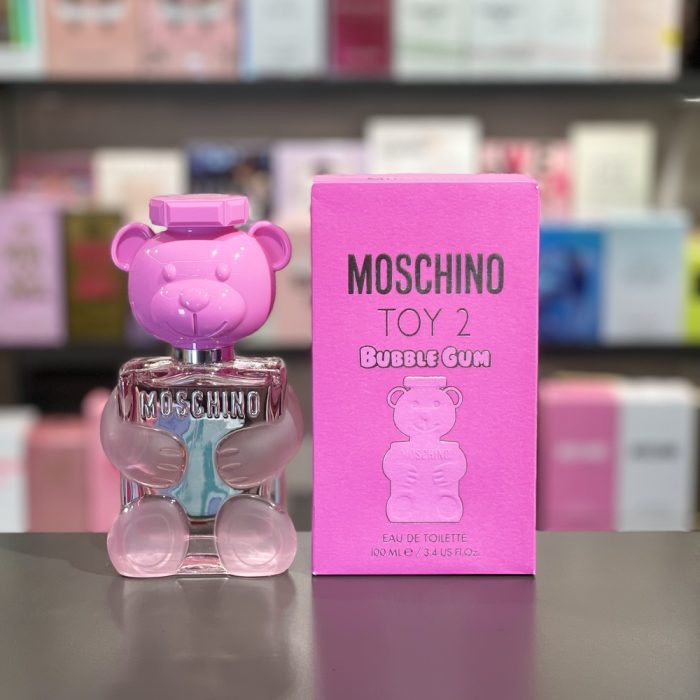 MOSCHINO
MOSCHINO
TOY 2
BUBBLE GUM
MOSCHINO
EAU DE TOILETTE
100 ML ℮ / 3.4 US FL.Oz.